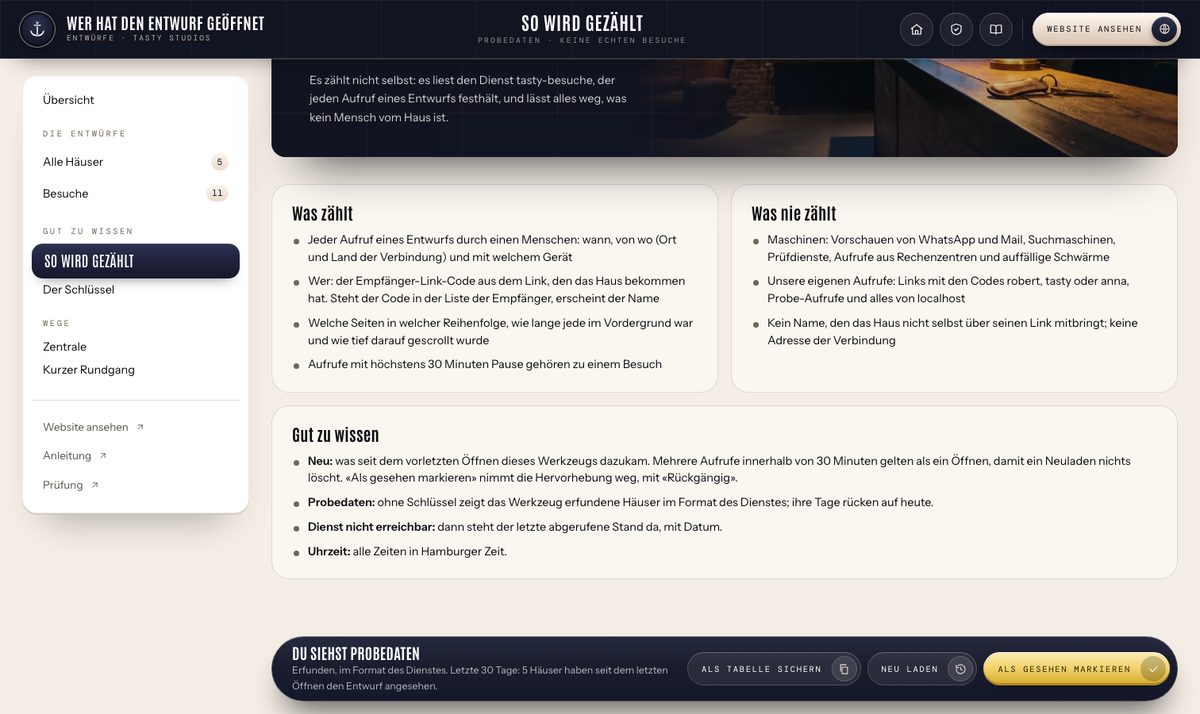 WER HAT DEN ENTWURF GEÖFFNET
ENTWÜRFE · TASTY STUDIOS
SO WIRD GEZÄHLT
PROBEDATEN · KEINE ECHTEN BESUCHE
WEBSITE ANSEHEN
Übersicht
DIE ENTWÜRFE
Alle Häuser 5
Besuche 11
GUT ZU WISSEN
SO WIRD GEZÄHLT
Der Schlüssel
WEGE
Zentrale
Kurzer Rundgang
Website ansehen ↗
Anleitung ↗
Prüfung ↗
Es zählt nicht selbst: es liest den Dienst tasty-besuche, der
jeden Aufruf eines Entwurfs festhält, und lässt alles weg, was
kein Mensch vom Haus ist.
Was zählt
Jeder Aufruf eines Entwurfs durch einen Menschen: wann, von wo (Ort
und Land der Verbindung) und mit welchem Gerät
Wer: der Empfänger-Link-Code aus dem Link, den das Haus bekommen
hat. Steht der Code in der Liste der Empfänger, erscheint der Name
Welche Seiten in welcher Reihenfolge, wie lange jede im Vordergrund war
und wie tief darauf gescrollt wurde
Aufrufe mit höchstens 30 Minuten Pause gehören zu einem Besuch
Was nie zählt
Maschinen: Vorschauen von WhatsApp und Mail, Suchmaschinen,
Prüfdienste, Aufrufe aus Rechenzentren und auffällige Schwärme
Unsere eigenen Aufrufe: Links mit den Codes robert, tasty oder anna,
Probe-Aufrufe und alles von localhost
Kein Name, den das Haus nicht selbst über seinen Link mitbringt; keine
Adresse der Verbindung
Gut zu wissen
Neu: was seit dem vorletzten Öffnen dieses Werkzeugs dazukam. Mehrere Aufrufe innerhalb von 30 Minuten gelten als ein Öffnen, damit ein Neuladen nichts
löscht. «Als gesehen markieren» nimmt die Hervorhebung weg, mit «Rückgängig».
Probedaten: ohne Schlüssel zeigt das Werkzeug erfundene Häuser im Format des Dienstes; ihre Tage rücken auf heute.
Dienst nicht erreichbar: dann steht der letzte abgerufene Stand da, mit Datum.
Uhrzeit: alle Zeiten in Hamburger Zeit.
DU SIEHST PROBEDATEN
Erfunden, im Format des Dienstes. Letzte 30 Tage: 5 Häuser haben seit dem letzten
Öffnen den Entwurf angesehen.
ALS TABELLE SICHERN
NEU LADEN
ALS GESEHEN MARKIEREN